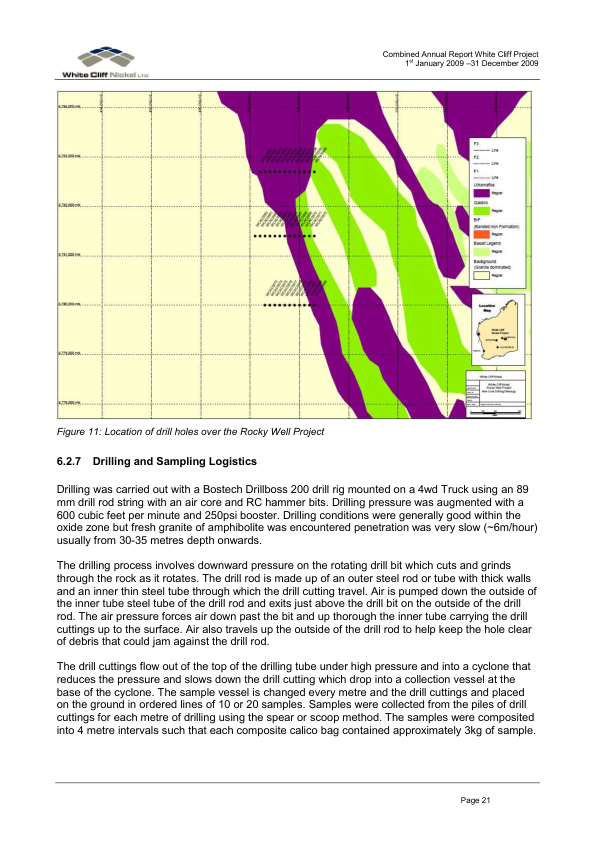 White Cliff Nickel LTD
Combined Annual Report White Cliff Project
1st January 2009 –31 December 2009
F3
Line
F2
Line
F1
Line
Ultramafics
Region
Gabbro
Region
BIF
(Banded Iron Formation)
Region
Basalt Legend
Region
Background
(Granite dominated)
Region
Location
Map
Figure 11: Location of drill holes over the Rocky Well Project
6.2.7 Drilling and Sampling Logistics
Drilling was carried out with a Bostech Drillboss 200 drill rig mounted on a 4wd Truck using an 89
mm drill rod string with an air core and RC hammer bits. Drilling pressure was augmented with a
600 cubic feet per minute and 250psi booster. Drilling conditions were generally good within the
oxide zone but fresh granite of amphibolite was encountered penetration was very slow (~6m/hour)
usually from 30-35 metres depth onwards.
The drilling process involves downward pressure on the rotating drill bit which cuts and grinds
through the rock as it rotates. The drill rod is made up of an outer steel rod or tube with thick walls
and an inner thin steel tube through which the drill cutting travel. Air is pumped down the outside of
the inner tube steel tube of the drill rod and exits just above the drill bit on the outside of the drill
rod. The air pressure forces air down past the bit and up thorough the inner tube carrying the drill
cuttings up to the surface. Air also travels up the outside of the drill rod to help keep the hole clear
of debris that could jam against the drill rod.
The drill cuttings flow out of the top of the drilling tube under high pressure and into a cyclone that
reduces the pressure and slows down the drill cutting which drop into a collection vessel at the
base of the cyclone. The sample vessel is changed every metre and the drill cuttings and placed
on the ground in ordered lines of 10 or 20 samples. Samples were collected from the piles of drill
cuttings for each metre of drilling using the spear or scoop method. The samples were composited
into 4 metre intervals such that each composite calico bag contained approximately 3kg of sample.
Page 21